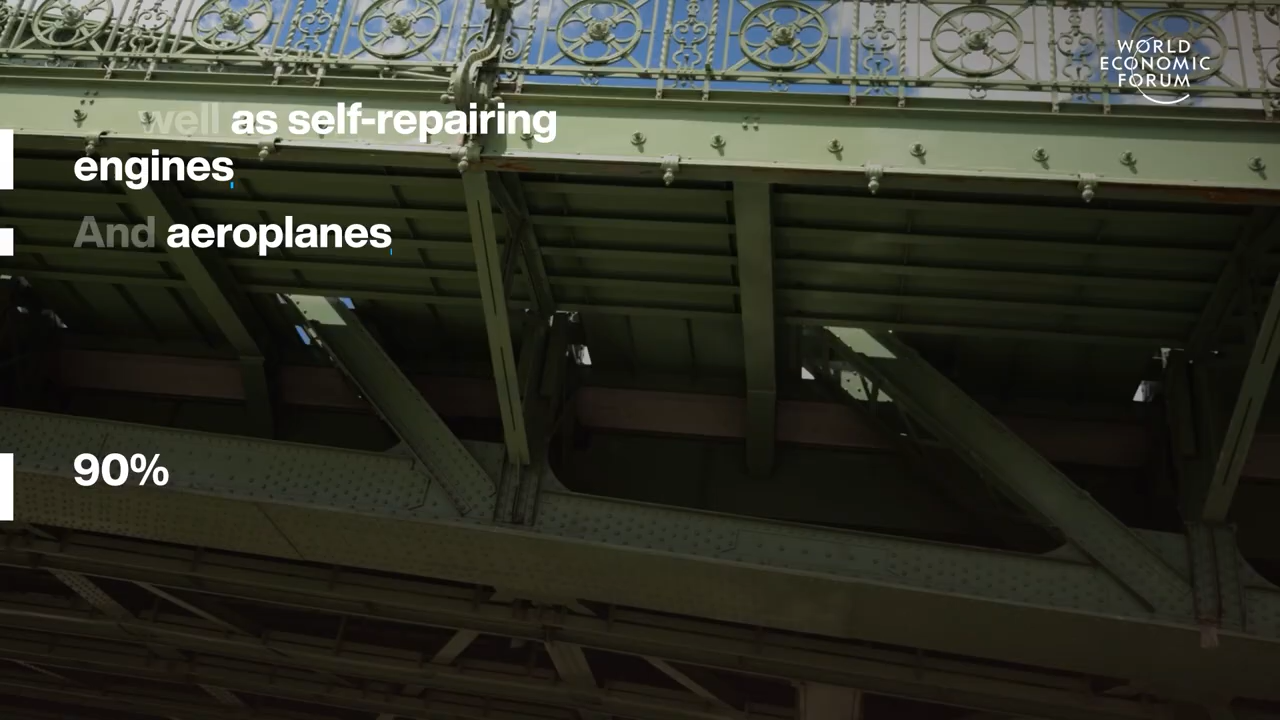 WORLD
ECONOMIC
FORUM
well as self-repairing
engines
And aeroplanes
90%